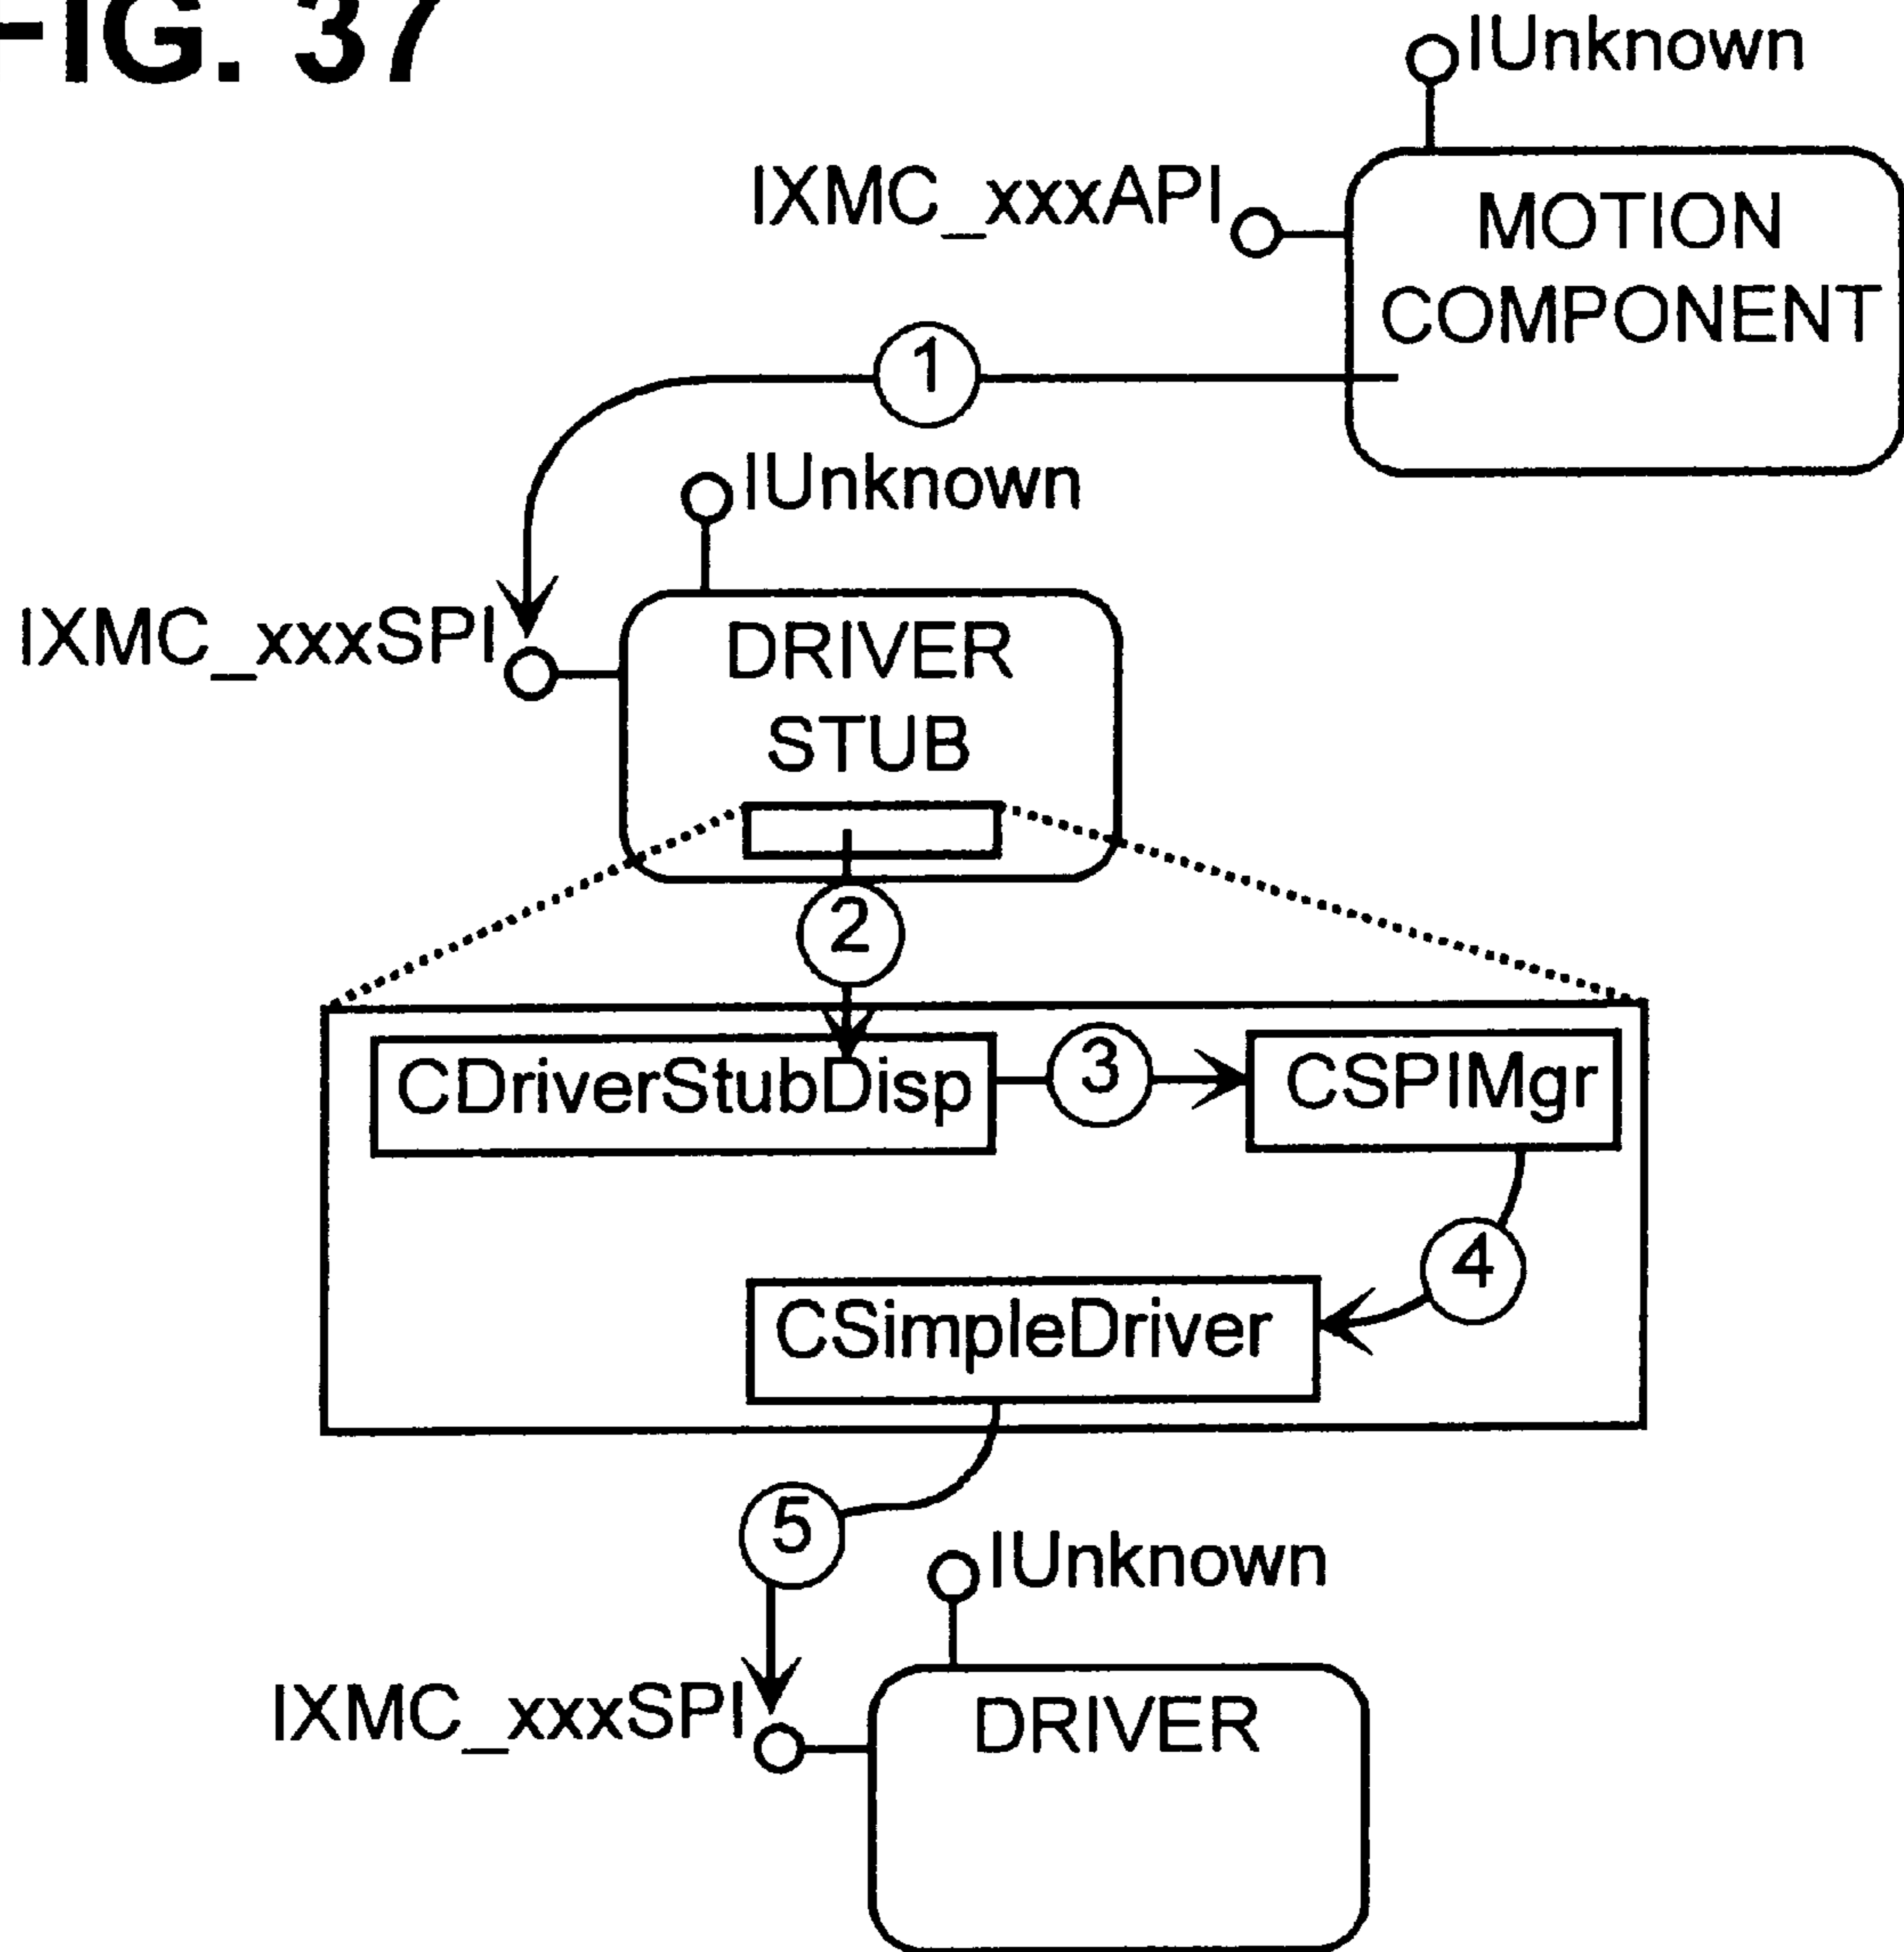 FIG. 37
IUnknown
IXMC_xxxAPI
MOTION
COMPONENT
1
IUnknown
IXMC_xxxSPI
DRIVER
STUB
2
CDriverStubDisp
3
CSPIMgr
4
CSimpleDriver
5
IUnknown
IXMC_xxxSPI
DRIVER